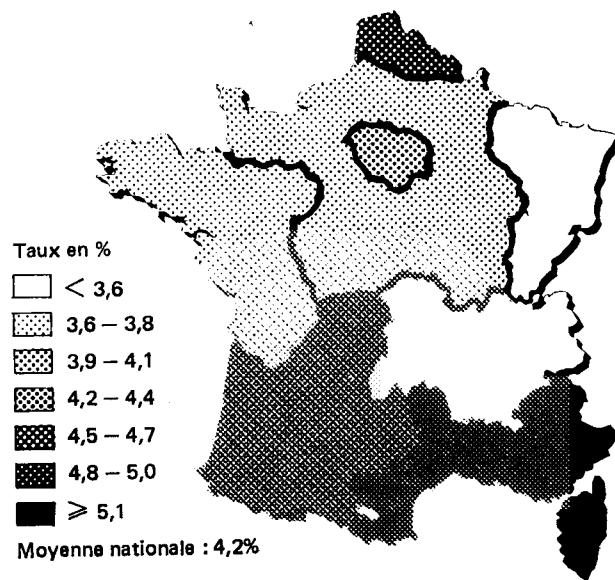 Taux en %
< 3,6
3,6 – 3,8
3,9 – 4,1
4,2 – 4,4
4,5 – 4,7
4,8 – 5,0
⩾ 5,1
Moyenne nationale : 4,2%